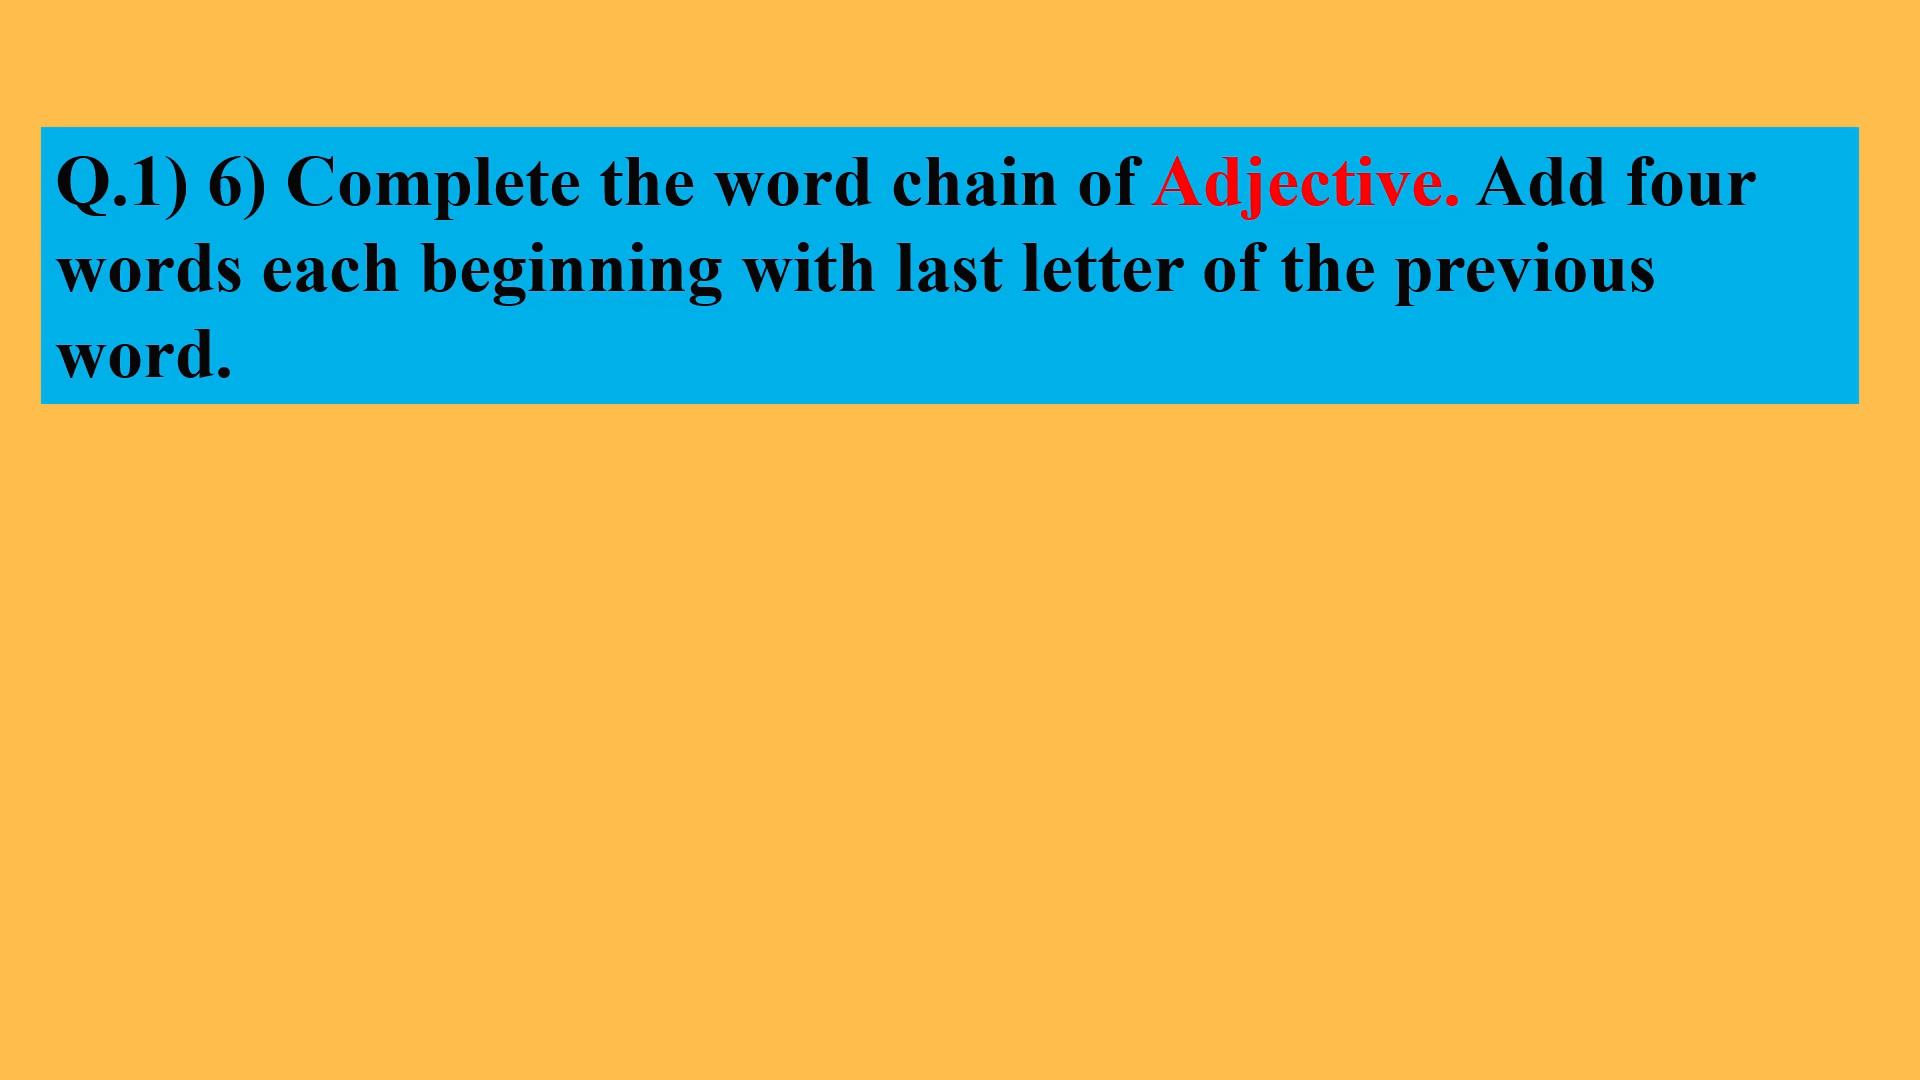 Q.1) 6) Complete the word chain of Adjective. Add four
words each beginning with last letter of the previous
word.